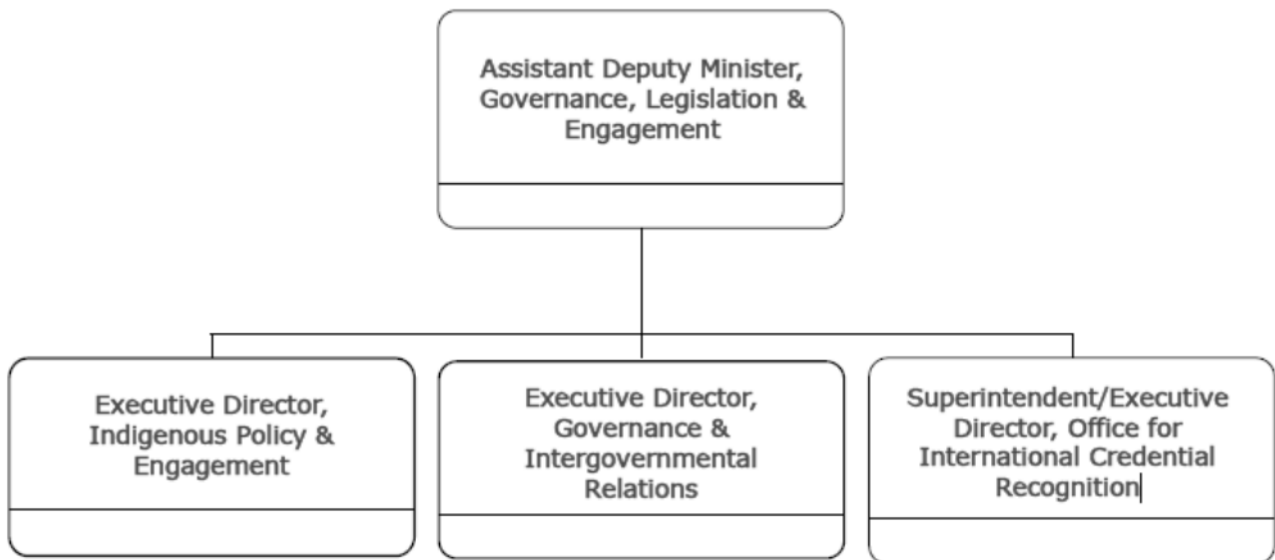 Assistant Deputy Minister,
Governance, Legislation &
Engagement
Executive Director,
Indigenous Policy &
Engagement
Executive Director,
Governance &
Intergovernmental
Relations
Superintendent/Executive
Director, Office for
International Credential
Recognition